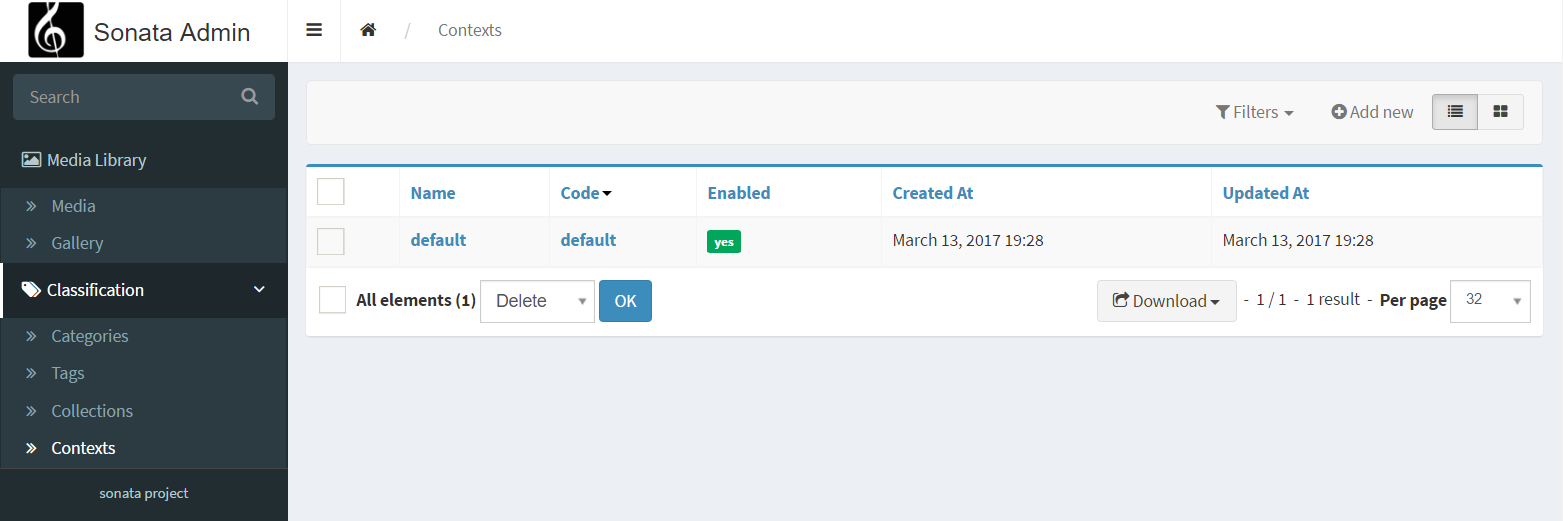 Sonata Admin
/ Contexts
Search
Filters Add new
Media Library
Media
Gallery
Classification
Categories
Tags
Collections
Contexts
sonata project
Name Code Enabled Created At Updated At
default default yes March 13, 2017 19:28 March 13, 2017 19:28
All elements (1) Delete OK Download - 1 / 1 - 1 result - Per page 32